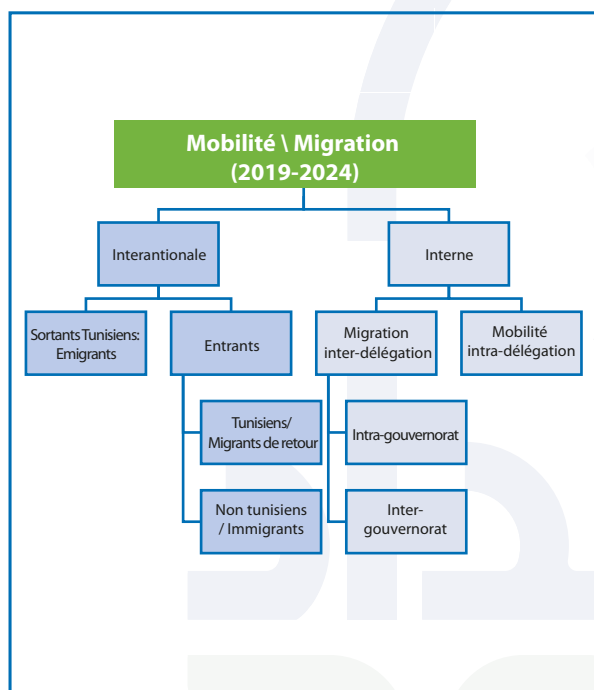 Mobilité \ Migration
(2019-2024)
Interantionale
Interne
Sortants Tunisiens:
Emigrants
Entrants
Migration
inter-délégation
Mobilité
intra-délégation
Tunisiens/
Migrants de retour
Intra-gouvernorat
Non tunisiens
/ Immigrants
Inter-
gouvernorat